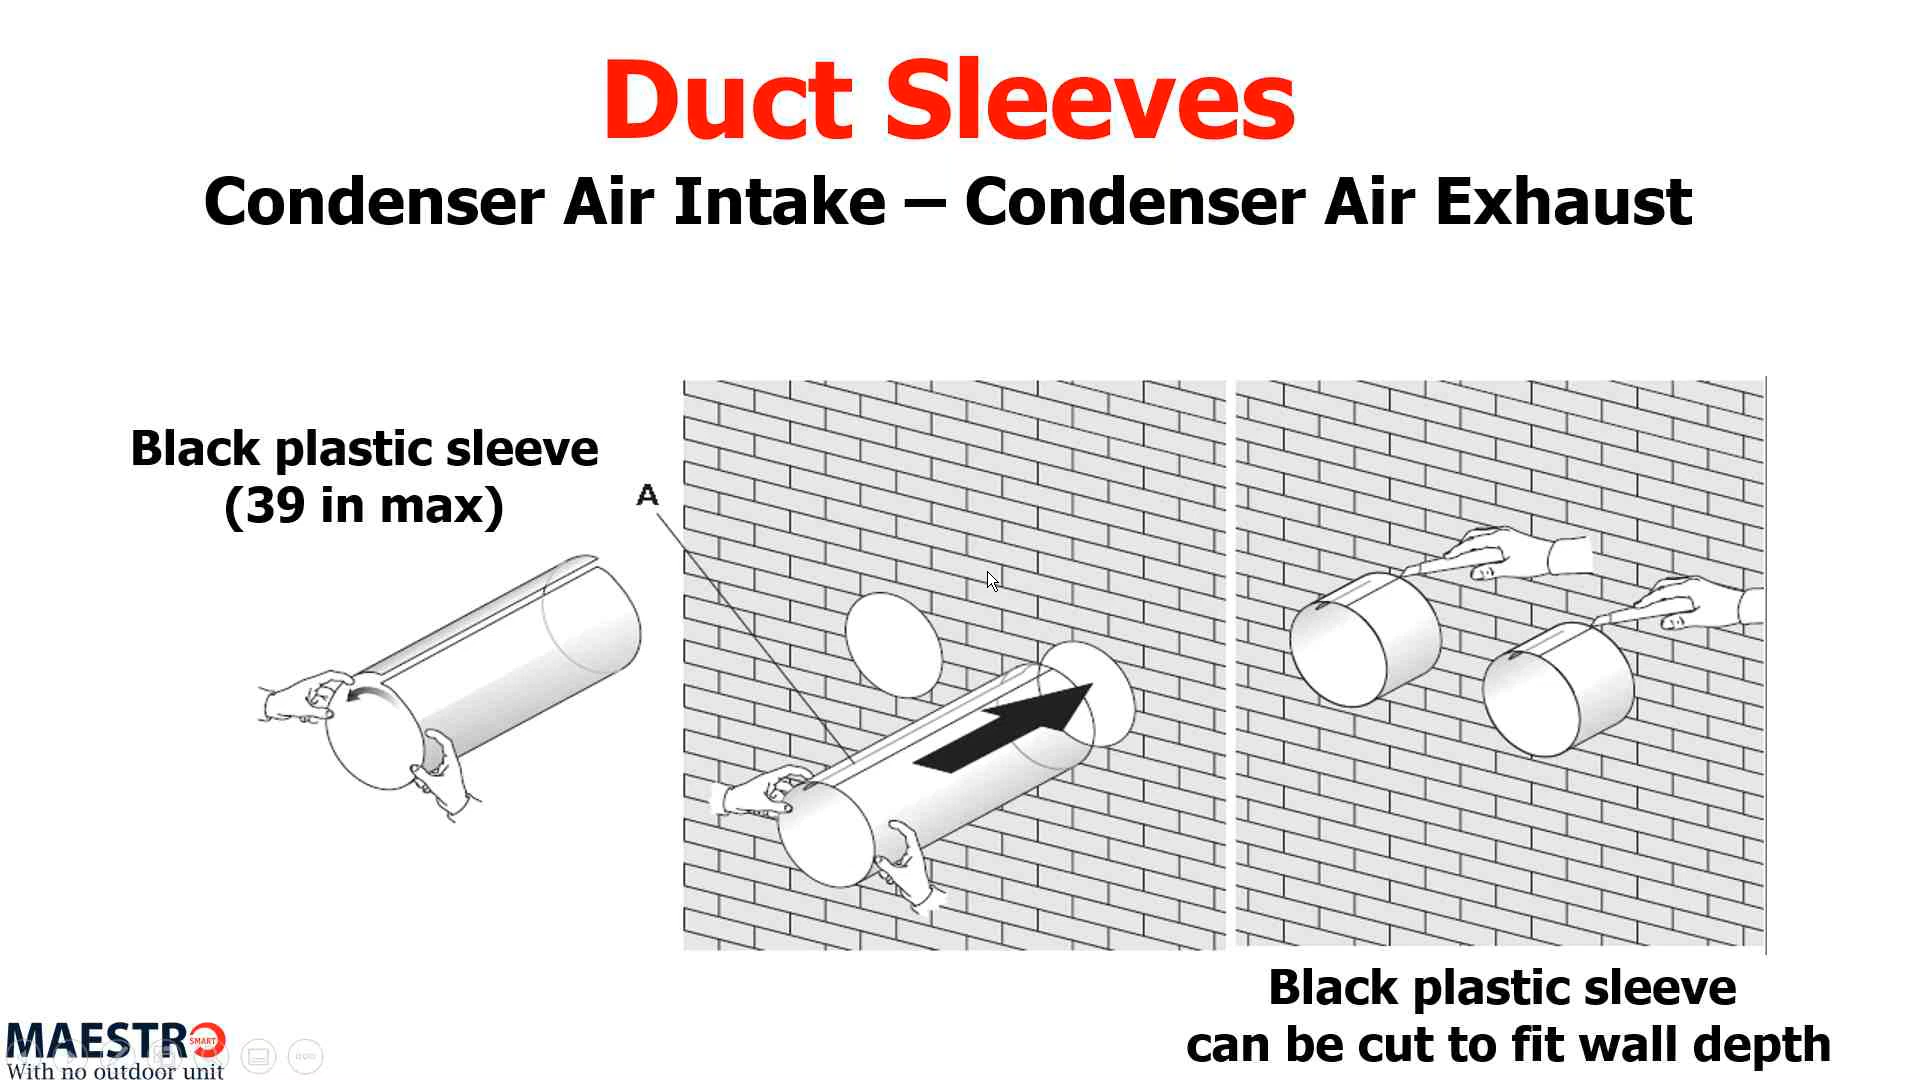 Duct Sleeves
Condenser Air Intake – Condenser Air Exhaust
Black plastic sleeve
(39 in max)
A
Black plastic sleeve
can be cut to fit wall depth
MAESTRO
SMART
With no outdoor unit